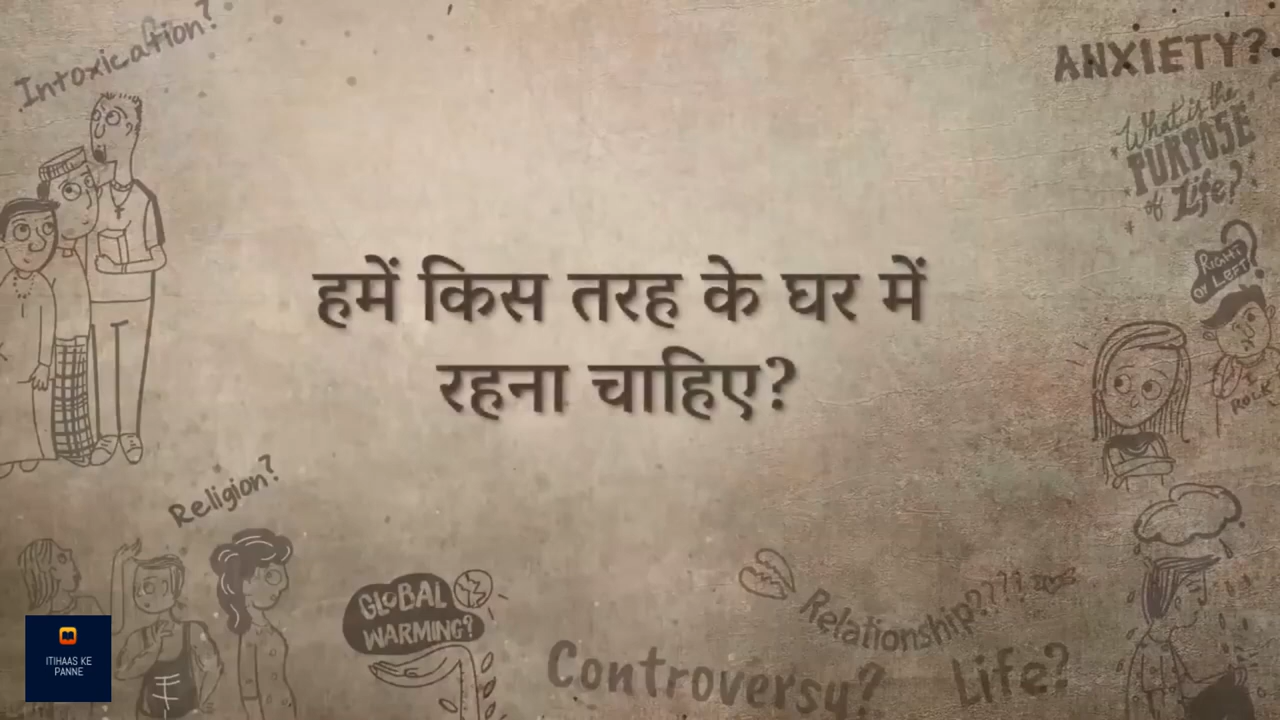 Intoxication?
ANXIETY?
What is the
PURPOSE
of Life?
RIGHT
OR LEFT
हमें किस तरह के घर में
रहना चाहिए?
ROCK
Religion?
GLOBAL
WARMING?
Relationship????
Controversy?
Life?
ITIHAAS KE
PANNE